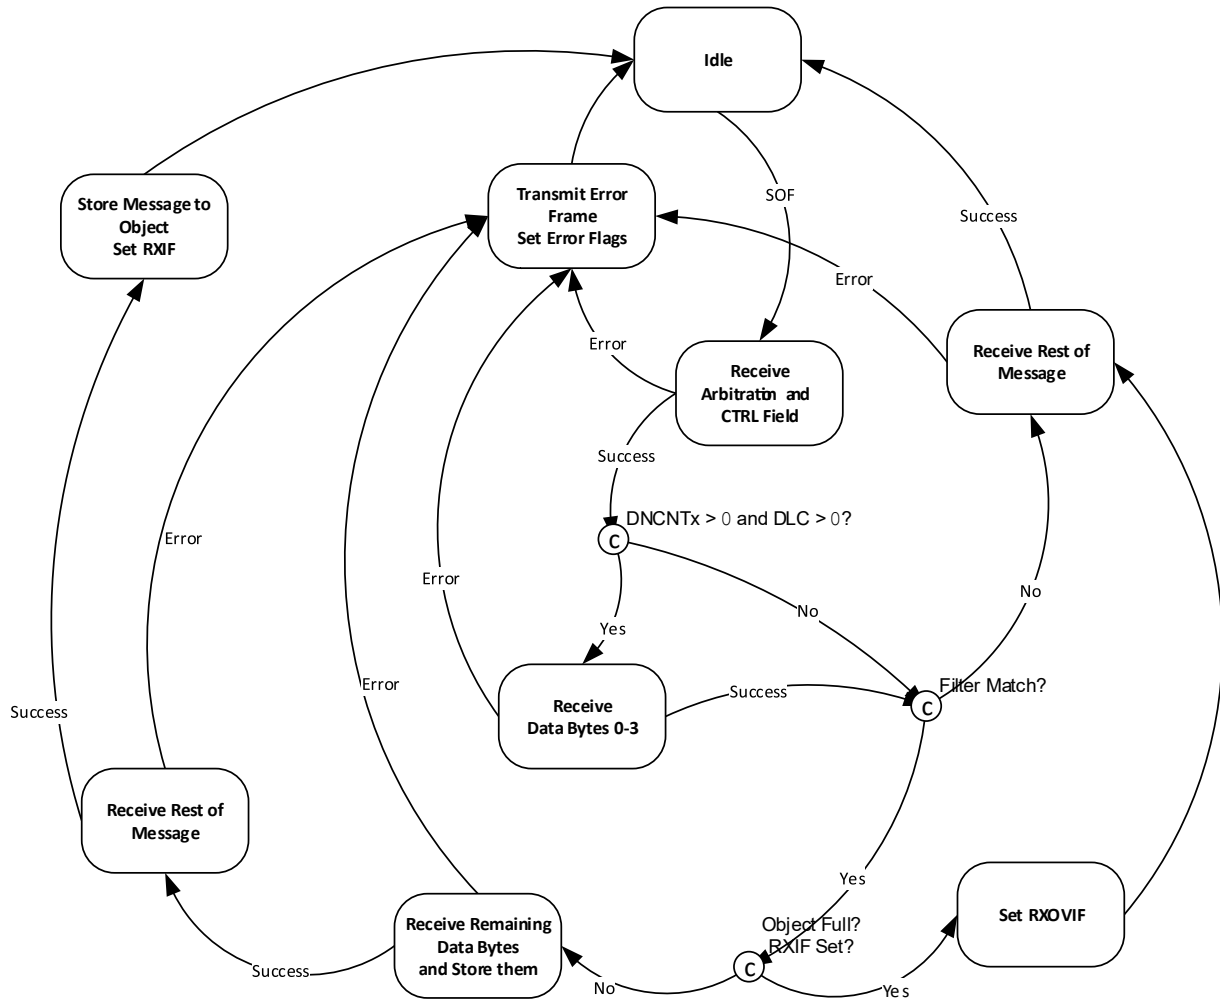 Idle
Transmit Error
Frame
Set Error Flags
Store Message to
Object
Set RXIF
SOF
Success
Error
Error
Receive
Arbitration and
CTRL Field
Receive Rest of
Message
Success
DNCNTx > 0 and DLC > 0?
C
Error
Error
No
No
Yes
Receive
Data Bytes 0-3
Success
Filter Match?
C
Error
Success
Receive Rest of
Message
Yes
Object Full?
RXIF Set?
C
Set RXOVIF
Receive Remaining
Data Bytes
and Store them
Success
No
Yes